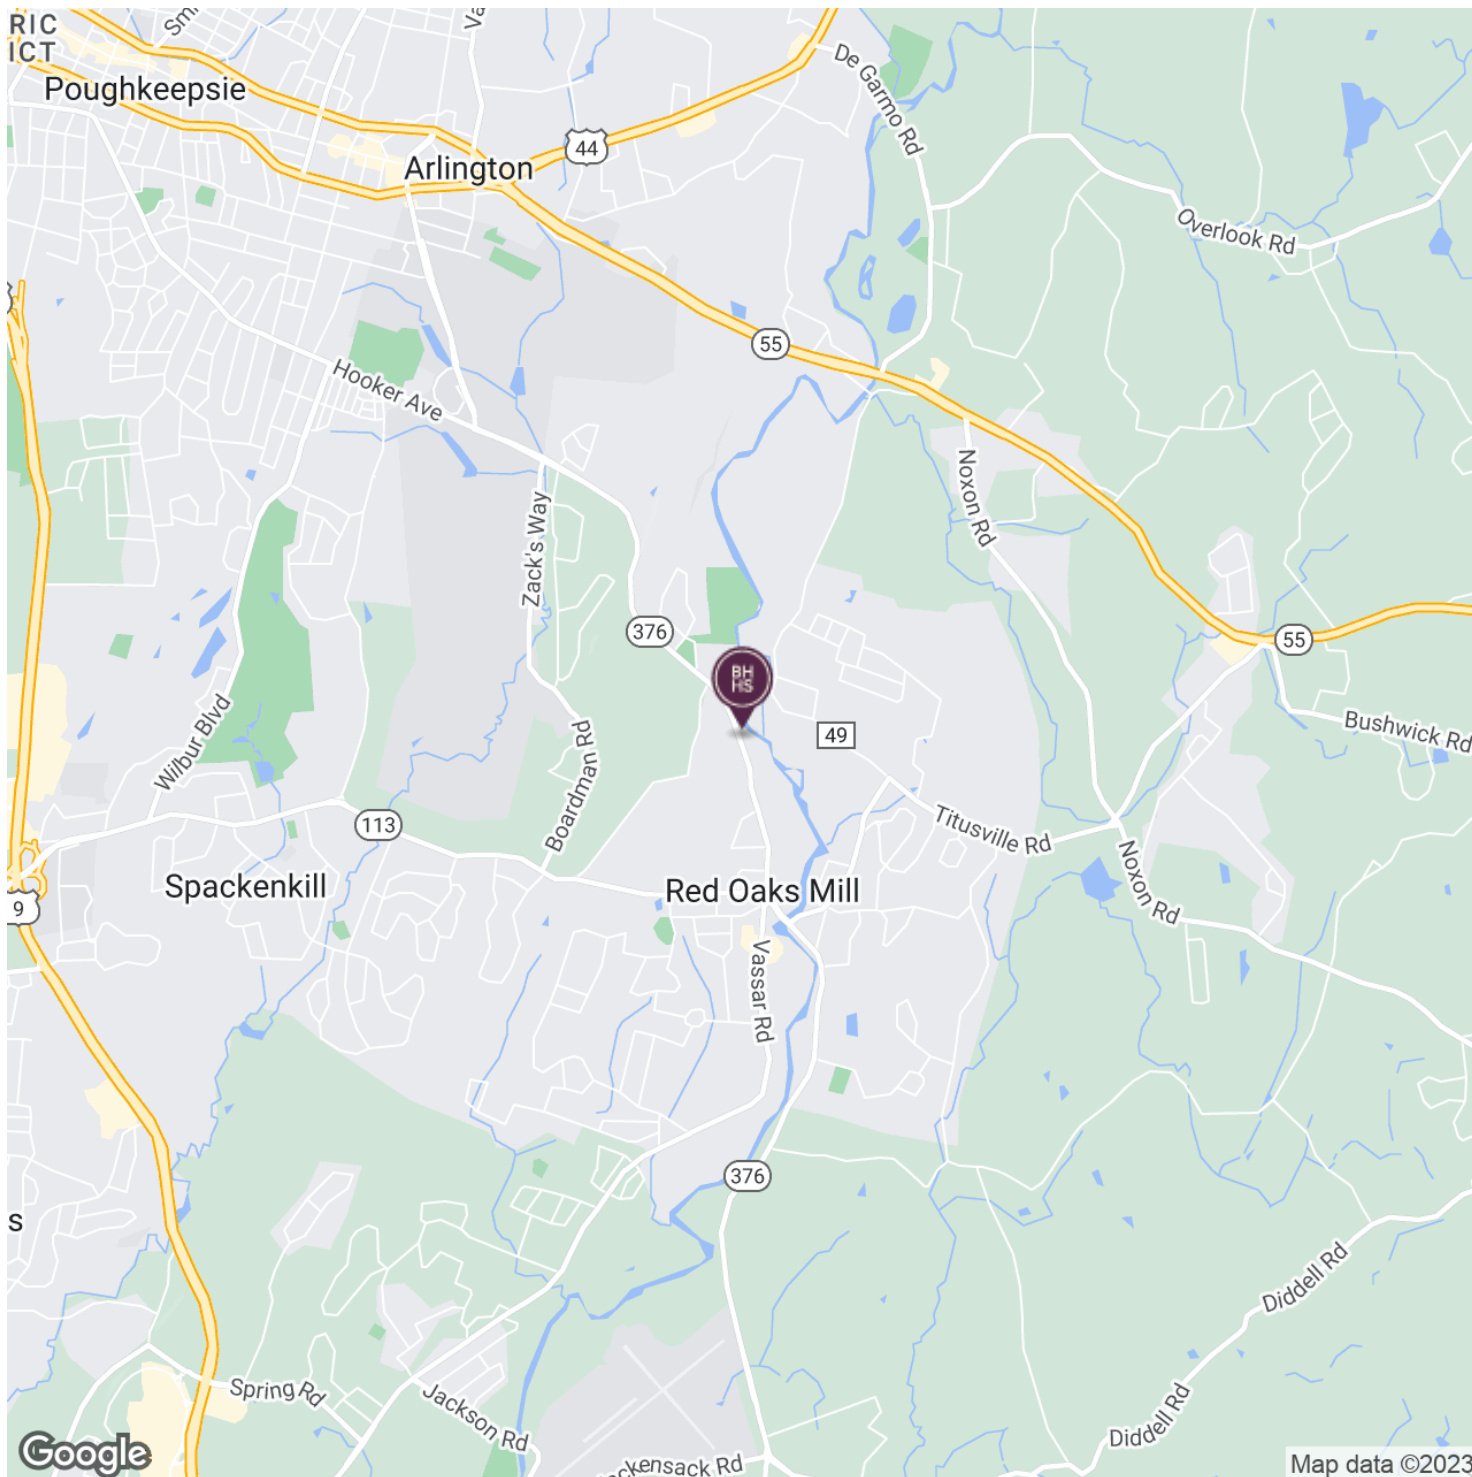 RIC
ICT
Poughkeepsie
De Garmo Rd
44
Arlington
Overlook Rd
55
Hooker Ave
Noxon Rd
Zack's Way
376
55
BH
HS
Wilbur Blvd
49
Bushwick Rd
Boardman Rd
113
Titusville Rd
Spackenkill
Red Oaks Mill
Noxon Rd
9
Vassar Rd
376
s
Diddell Rd
Spring Rd
Jackson Rd
Diddell Rd
ckensack Rd
Google
Map data ©2023